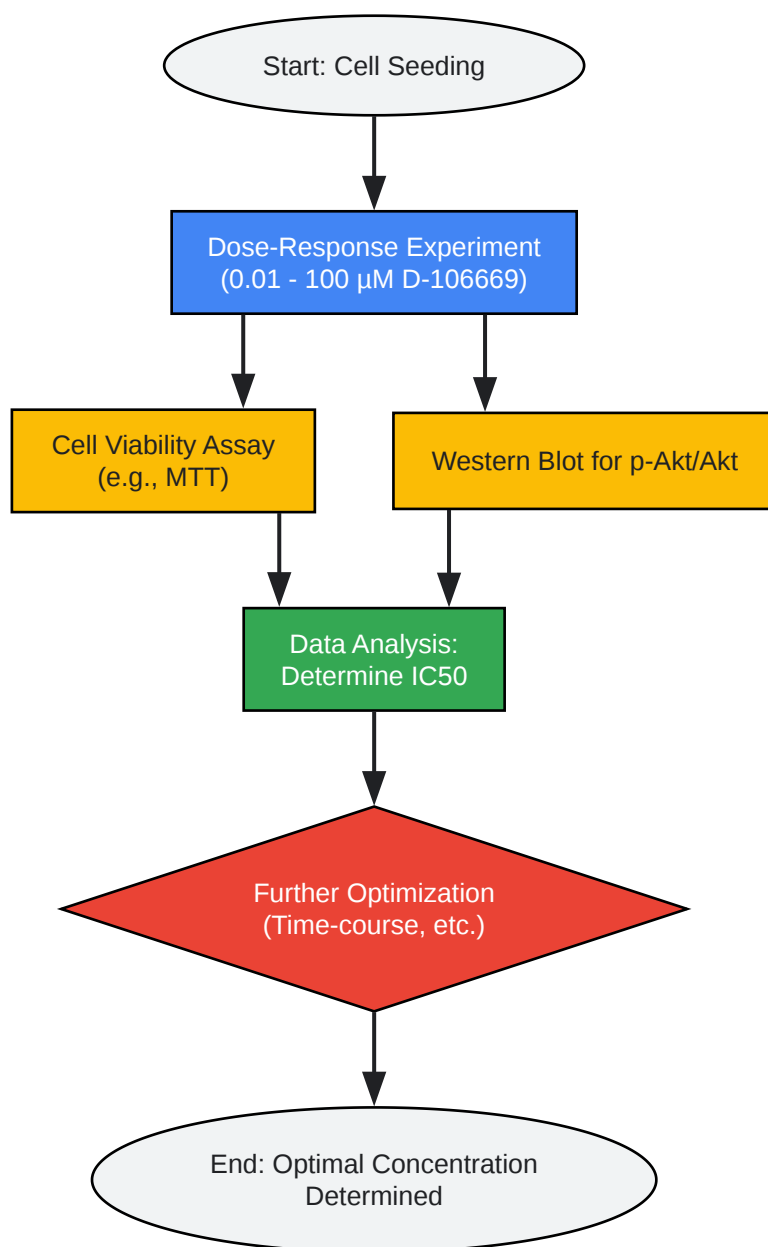 Start: Cell Seeding
Dose-Response Experiment
(0.01 - 100 µM D-106669)
Cell Viability Assay
(e.g., MTT)
Western Blot for p-Akt/Akt
Data Analysis:
Determine IC50
Further Optimization
(Time-course, etc.)
End: Optimal Concentration
Determined